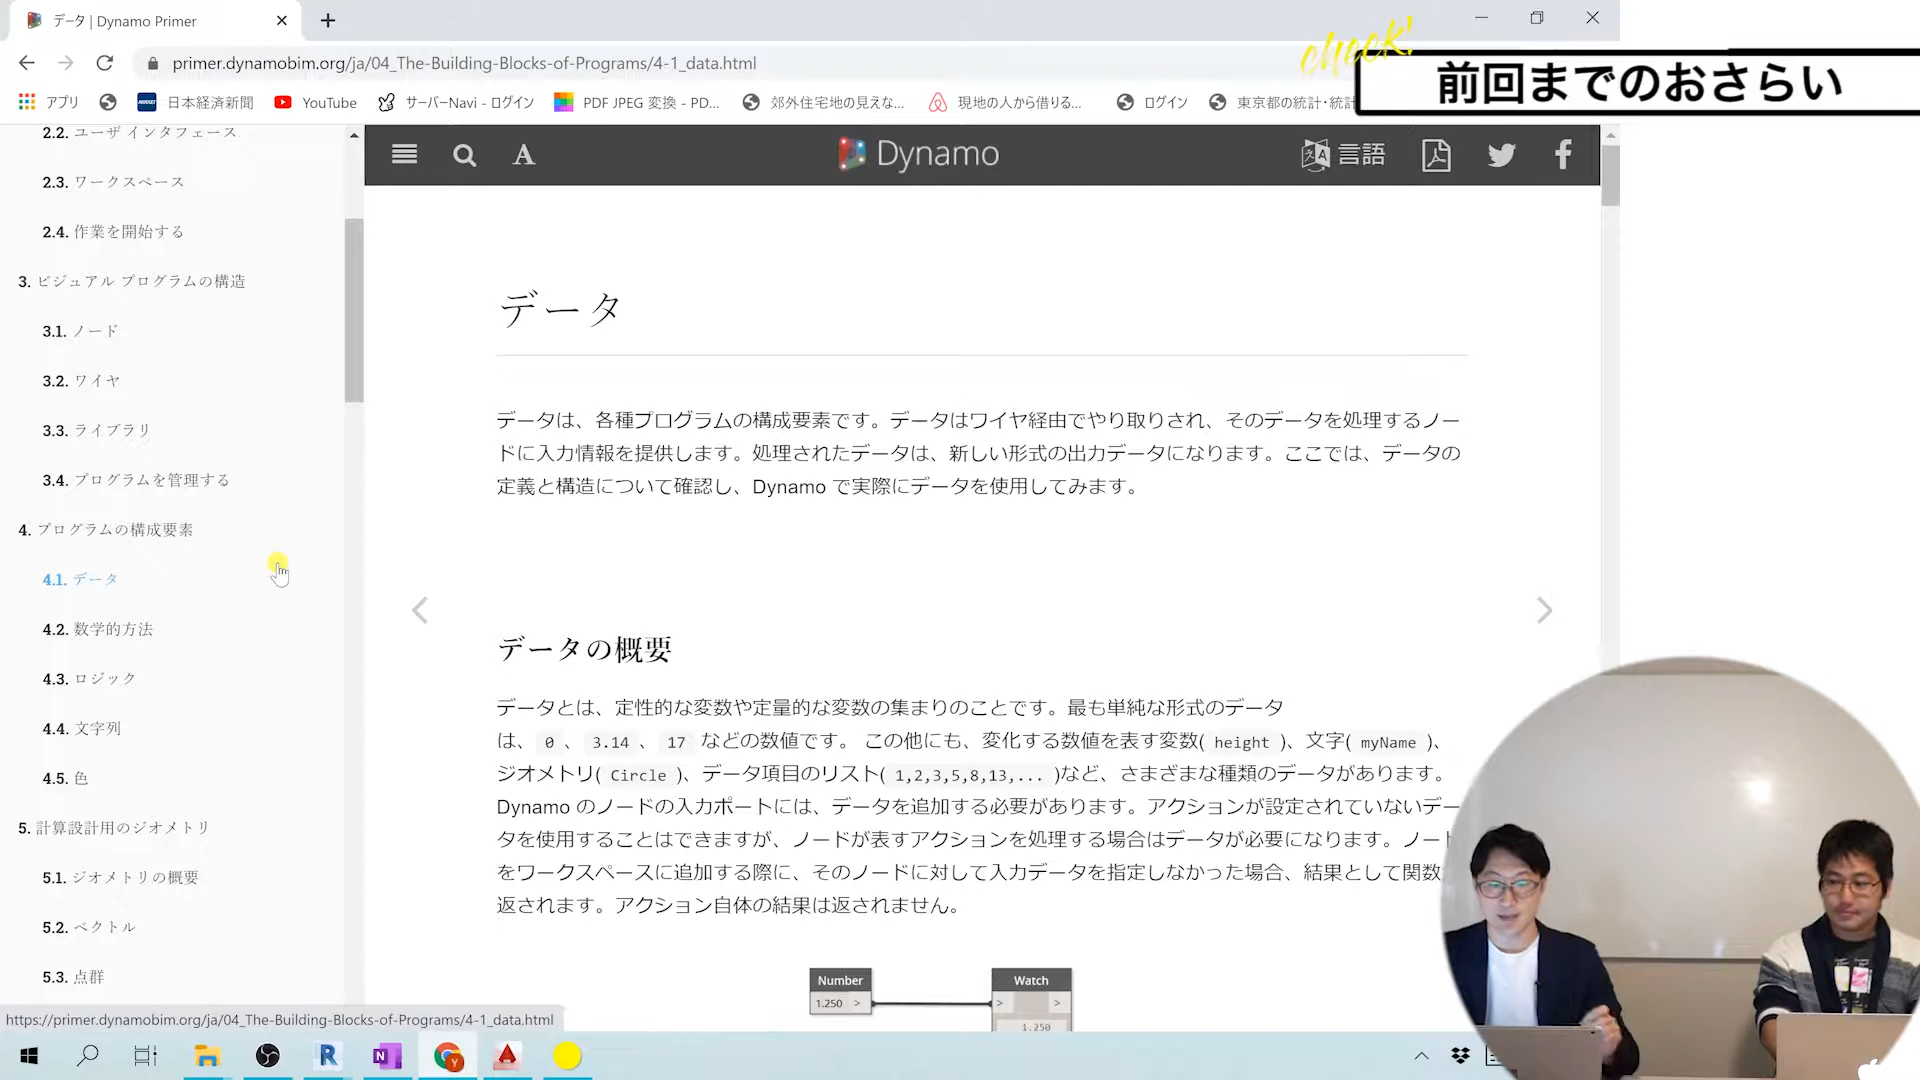 データ | Dynamo Primer
primer.dynamobim.org/ja/04_The-Building-Blocks-of-Programs/4-1_data.html
check!
前回までのおさらい
アプリ
日本経済新聞
YouTube
サーバーNavi - ログイン
PDF JPEG 変換 - PD...
郊外住宅地の見えな...
現地の人から借りる...
ログイン
東京都の統計・統計
2.2. ユーザ インタフェース
2.3. ワークスペース
2.4. 作業を開始する
3. ビジュアル プログラムの構造
3.1. ノード
3.2. ワイヤ
3.3. ライブラリ
3.4. プログラムを管理する
4. プログラムの構成要素
4.1. データ
4.2. 数学的方法
4.3. ロジック
4.4. 文字列
4.5. 色
5. 計算設計用のジオメトリ
5.1. ジオメトリの概要
5.2. ベクトル
5.3. 点群
A
Dynamo
言語
データ
データは、各種プログラムの構成要素です。データはワイヤ経由でやり取りされ、そのデータを処理するノー
ドに入力情報を提供します。処理されたデータは、新しい形式の出力データになります。ここでは、データの
定義と構造について確認し、Dynamo で実際にデータを使用してみます。
データの概要
データとは、定性的な変数や定量的な変数の集まりのことです。最も単純な形式のデータ
は、 0 、 3.14 、 17 などの数値です。 この他にも、変化する数値を表す変数( height )、文字( myName )、
ジオメトリ( Circle )、データ項目のリスト( 1,2,3,5,8,13,... )など、さまざまな種類のデータがあります。
Dynamo のノードの入力ポートには、データを追加する必要があります。アクションが設定されていないデー
タを使用することはできますが、ノードが表すアクションを処理する場合はデータが必要になります。ノード
をワークスペースに追加する際に、そのノードに対して入力データを指定しなかった場合、結果として関数
返されます。アクション自体の結果は返されません。
Number
1.250 >
Watch
> >
1.250
https://primer.dynamobim.org/ja/04_The-Building-Blocks-of-Programs/4-1_data.html